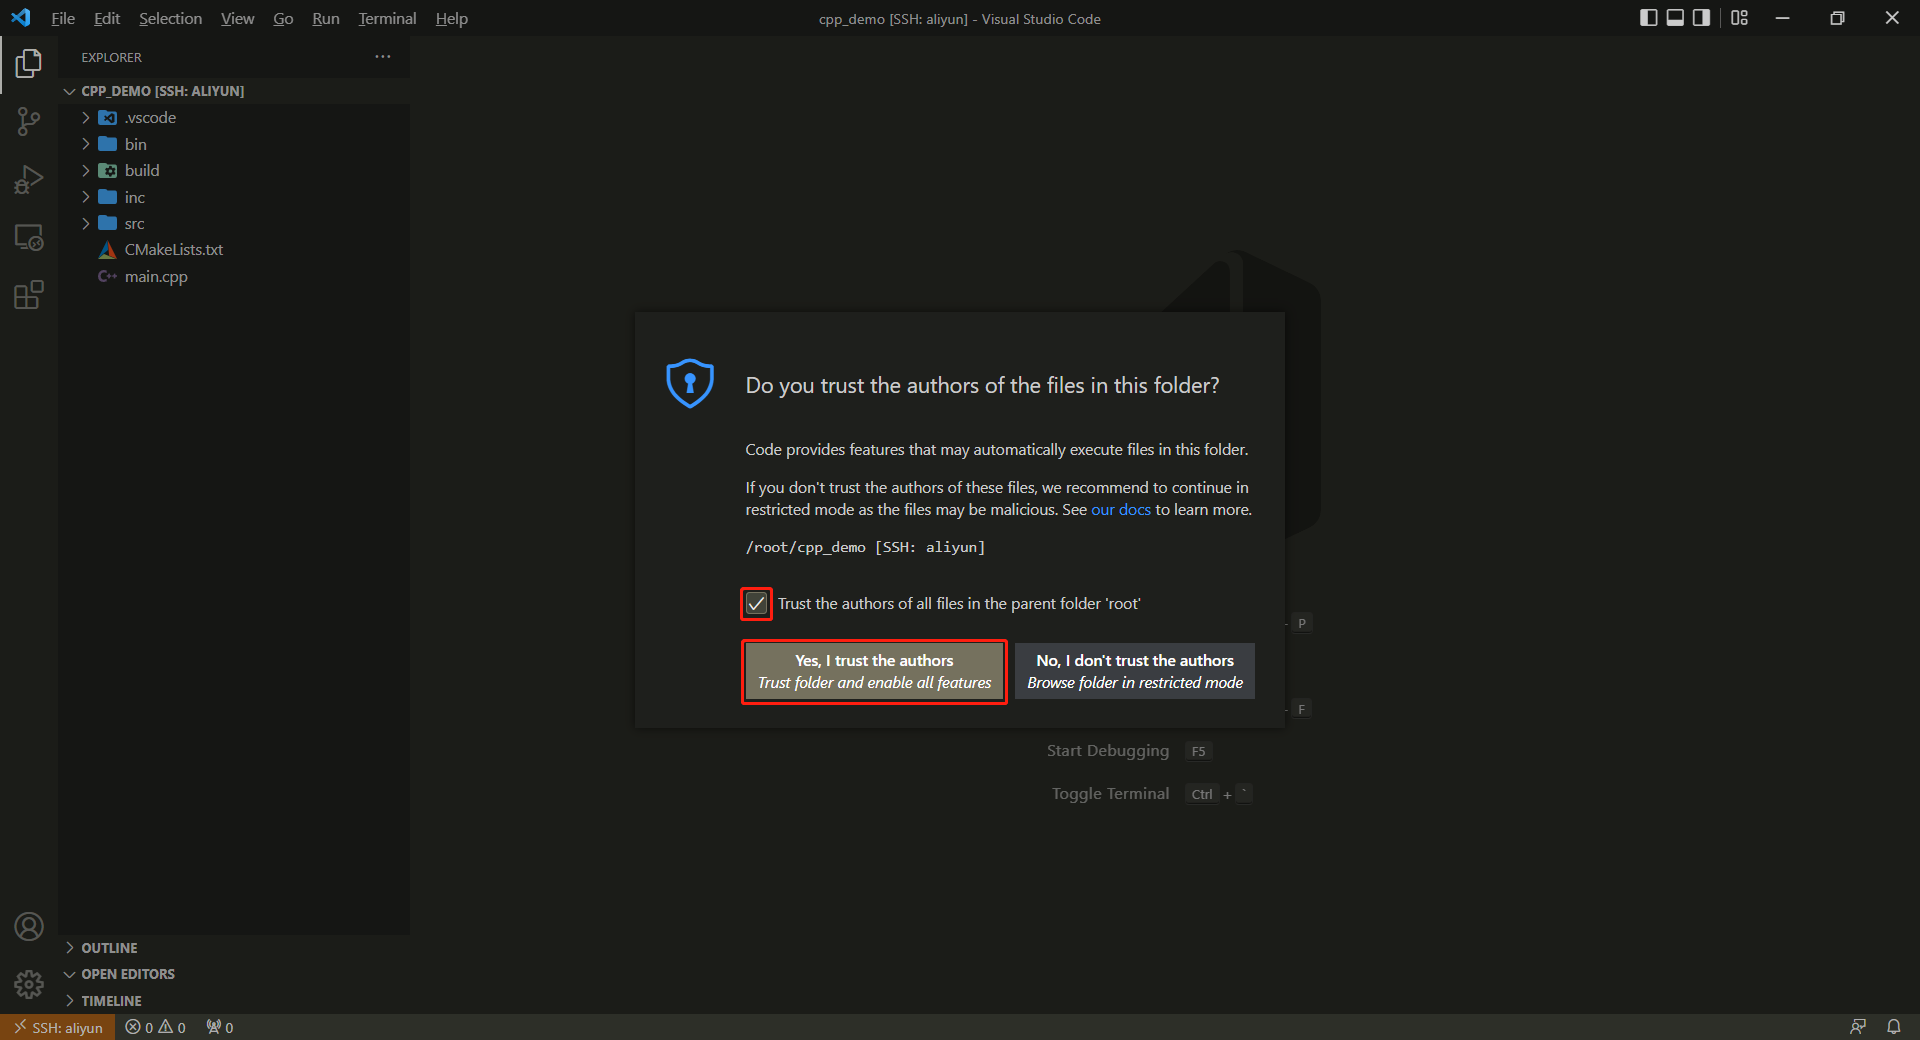 File Edit Selection View Go Run Terminal Help
cpp_demo [SSH: aliyun] - Visual Studio Code
EXPLORER
CPP_DEMO [SSH: ALIYUN]
.vscode
bin
build
inc
src
CMakeLists.txt
main.cpp
Do you trust the authors of the files in this folder?
Code provides features that may automatically execute files in this folder.
If you don't trust the authors of these files, we recommend to continue in
restricted mode as the files may be malicious. See our docs to learn more.
/root/cpp_demo [SSH: aliyun]
Trust the authors of all files in the parent folder 'root'
Yes, I trust the authors
Trust folder and enable all features
No, I don't trust the authors
Browse folder in restricted mode
P
F
Start Debugging F5
Toggle Terminal Ctrl + `
OUTLINE
OPEN EDITORS
TIMELINE
SSH: aliyun 0 0 0